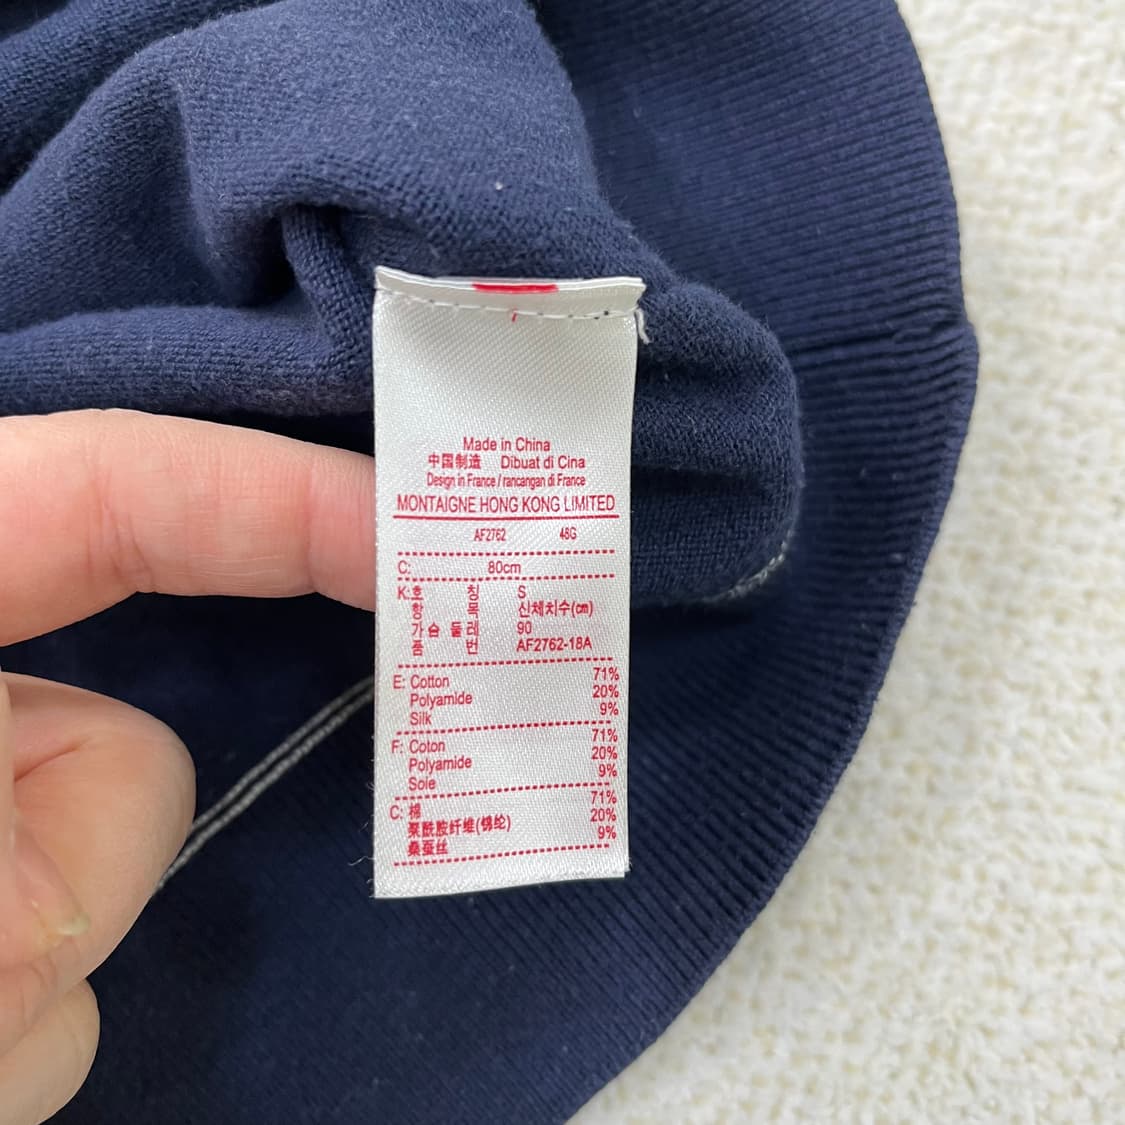 Made in China
中国制造 Dibuat di Cina
Design in France / rancangan di France
MONTAIGNE HONG KONG LIMITED
AF2762 48G
C: 80cm
K:호 칭 S
항 목 신체치수(cm)
가슴 둘레 90
품 번 AF2762-18A
E: Cotton 71%
Polyamide 20%
Silk 9%
F: Coton 71%
Polyamide 20%
Soie 9%
C: 棉 71%
聚酰胺纤维(锦纶) 20%
桑蚕丝 9%